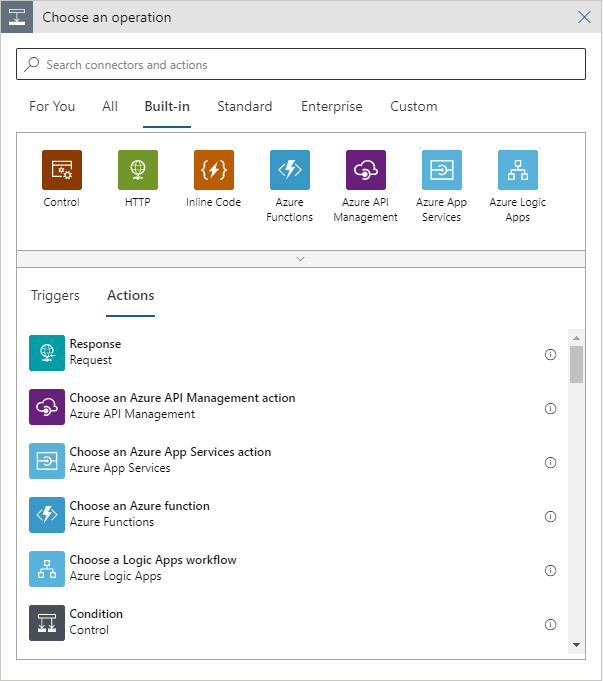 Choose an operation
Search connectors and actions
For You All Built-in Standard Enterprise Custom
Control HTTP Inline Code Azure Functions Azure API Management Azure App Services Azure Logic Apps
Triggers Actions
Response
Request
Choose an Azure API Management action
Azure API Management
Choose an Azure App Services action
Azure App Services
Choose an Azure function
Azure Functions
Choose a Logic Apps workflow
Azure Logic Apps
Condition
Control